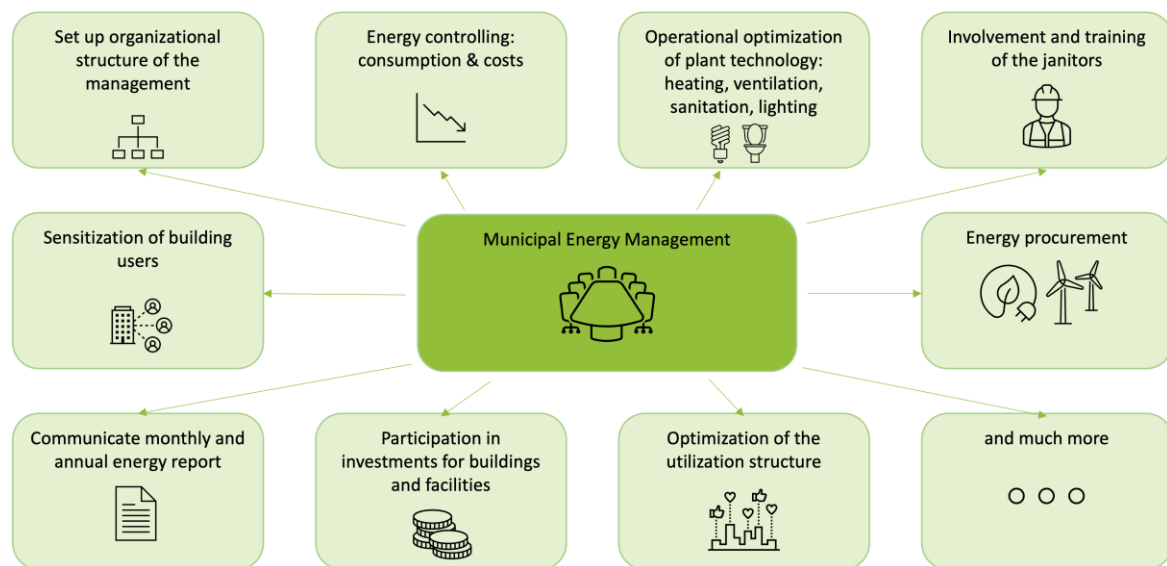 Set up organizational
structure of the
management
Energy controlling:
consumption & costs
Operational optimization
of plant technology:
heating, ventilation,
sanitation, lighting
Involvement and training
of the janitors
Sensitization of building
users
Municipal Energy Management
Energy procurement
Communicate monthly and
annual energy report
Participation in
investments for buildings
and facilities
Optimization of the
utilization structure
and much more